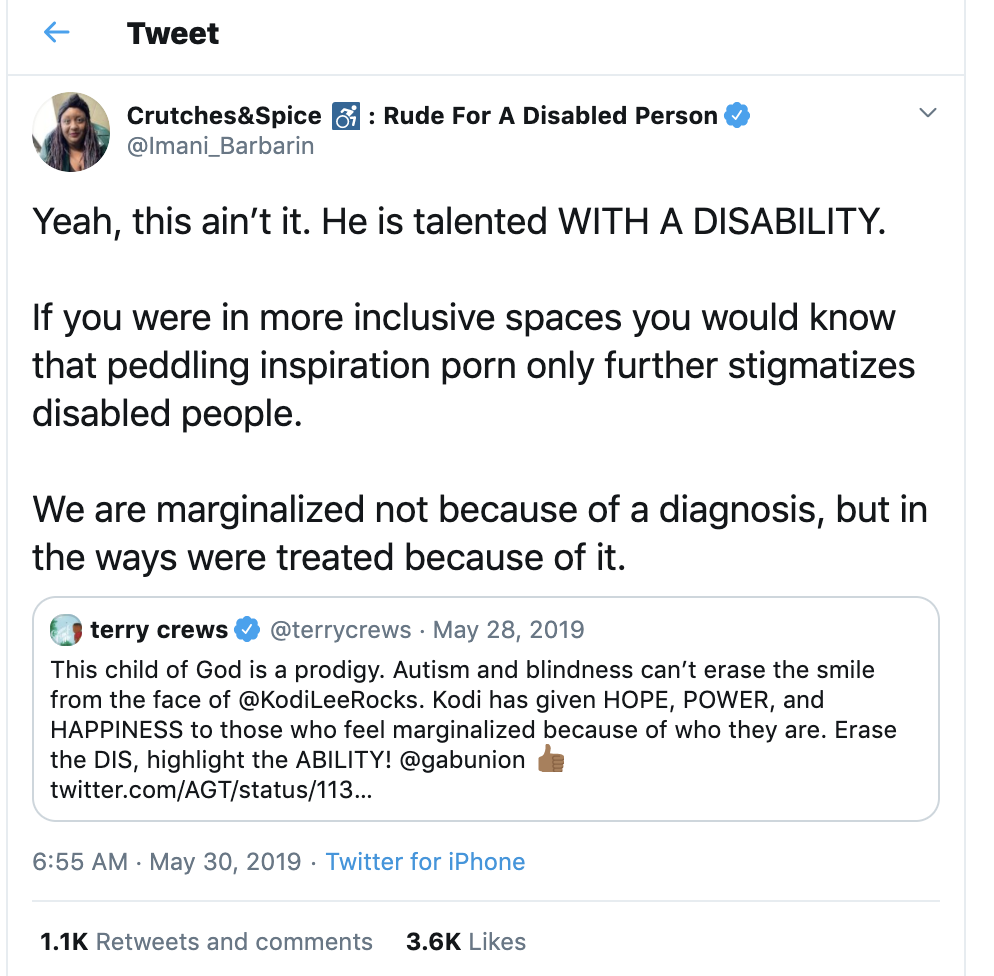 Tweet
Crutches&Spice ♿ : Rude For A Disabled Person
@Imani_Barbarin
Yeah, this ain’t it. He is talented WITH A DISABILITY.
If you were in more inclusive spaces you would know
that peddling inspiration porn only further stigmatizes
disabled people.
We are marginalized not because of a diagnosis, but in
the ways were treated because of it.
terry crews @terrycrews · May 28, 2019
This child of God is a prodigy. Autism and blindness can’t erase the smile
from the face of @KodiLeeRocks. Kodi has given HOPE, POWER, and
HAPPINESS to those who feel marginalized because of who they are. Erase
the DIS, highlight the ABILITY! @gabunion 👍🏾
twitter.com/AGT/status/113...
6:55 AM · May 30, 2019 · Twitter for iPhone
1.1K Retweets and comments 3.6K Likes